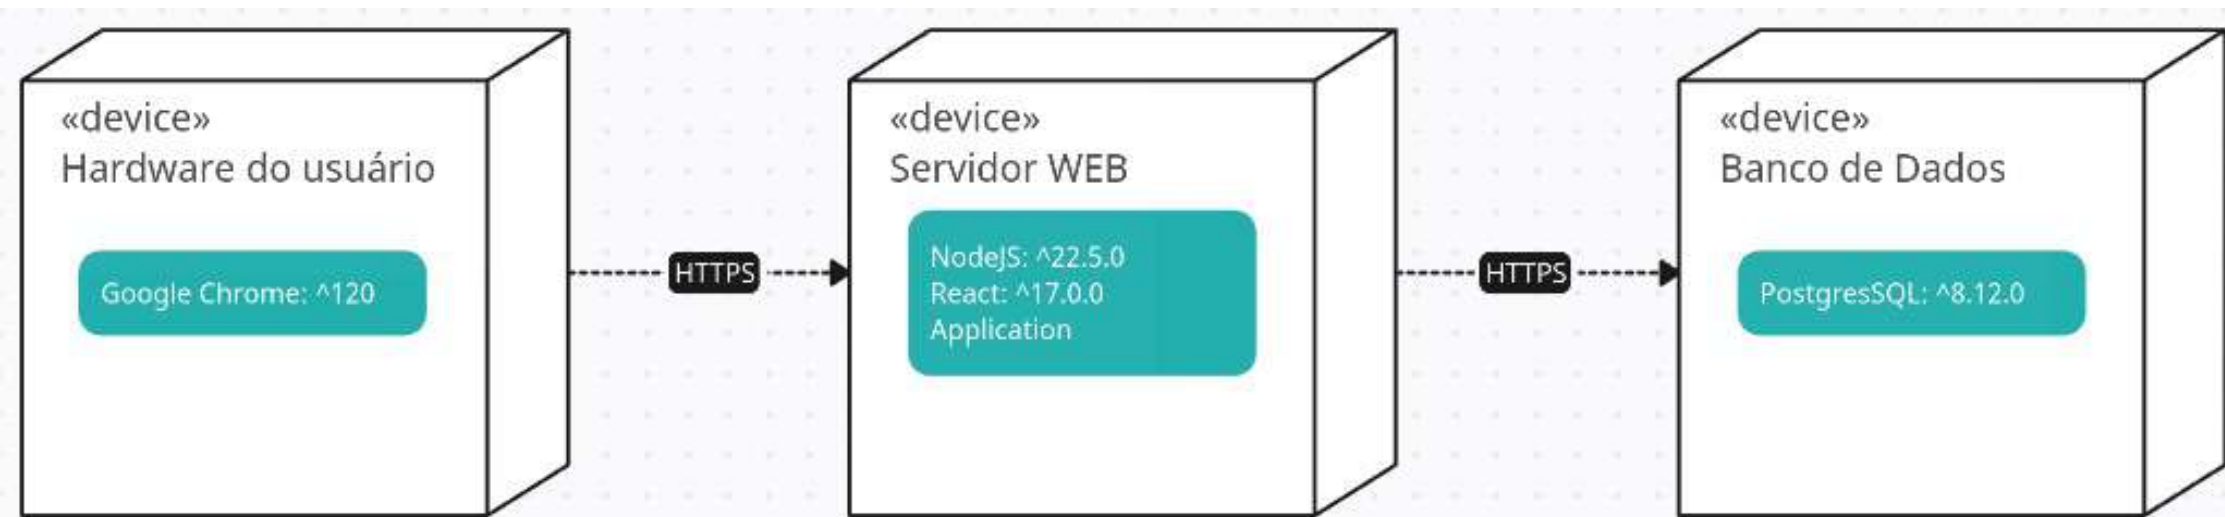 «device»
Hardware do usuário
Google Chrome: ^120
HTTPS
«device»
Servidor WEB
NodeJS: ^22.5.0
React: ^17.0.0
Application
HTTPS
«device»
Banco de Dados
PostgresSQL: ^8.12.0